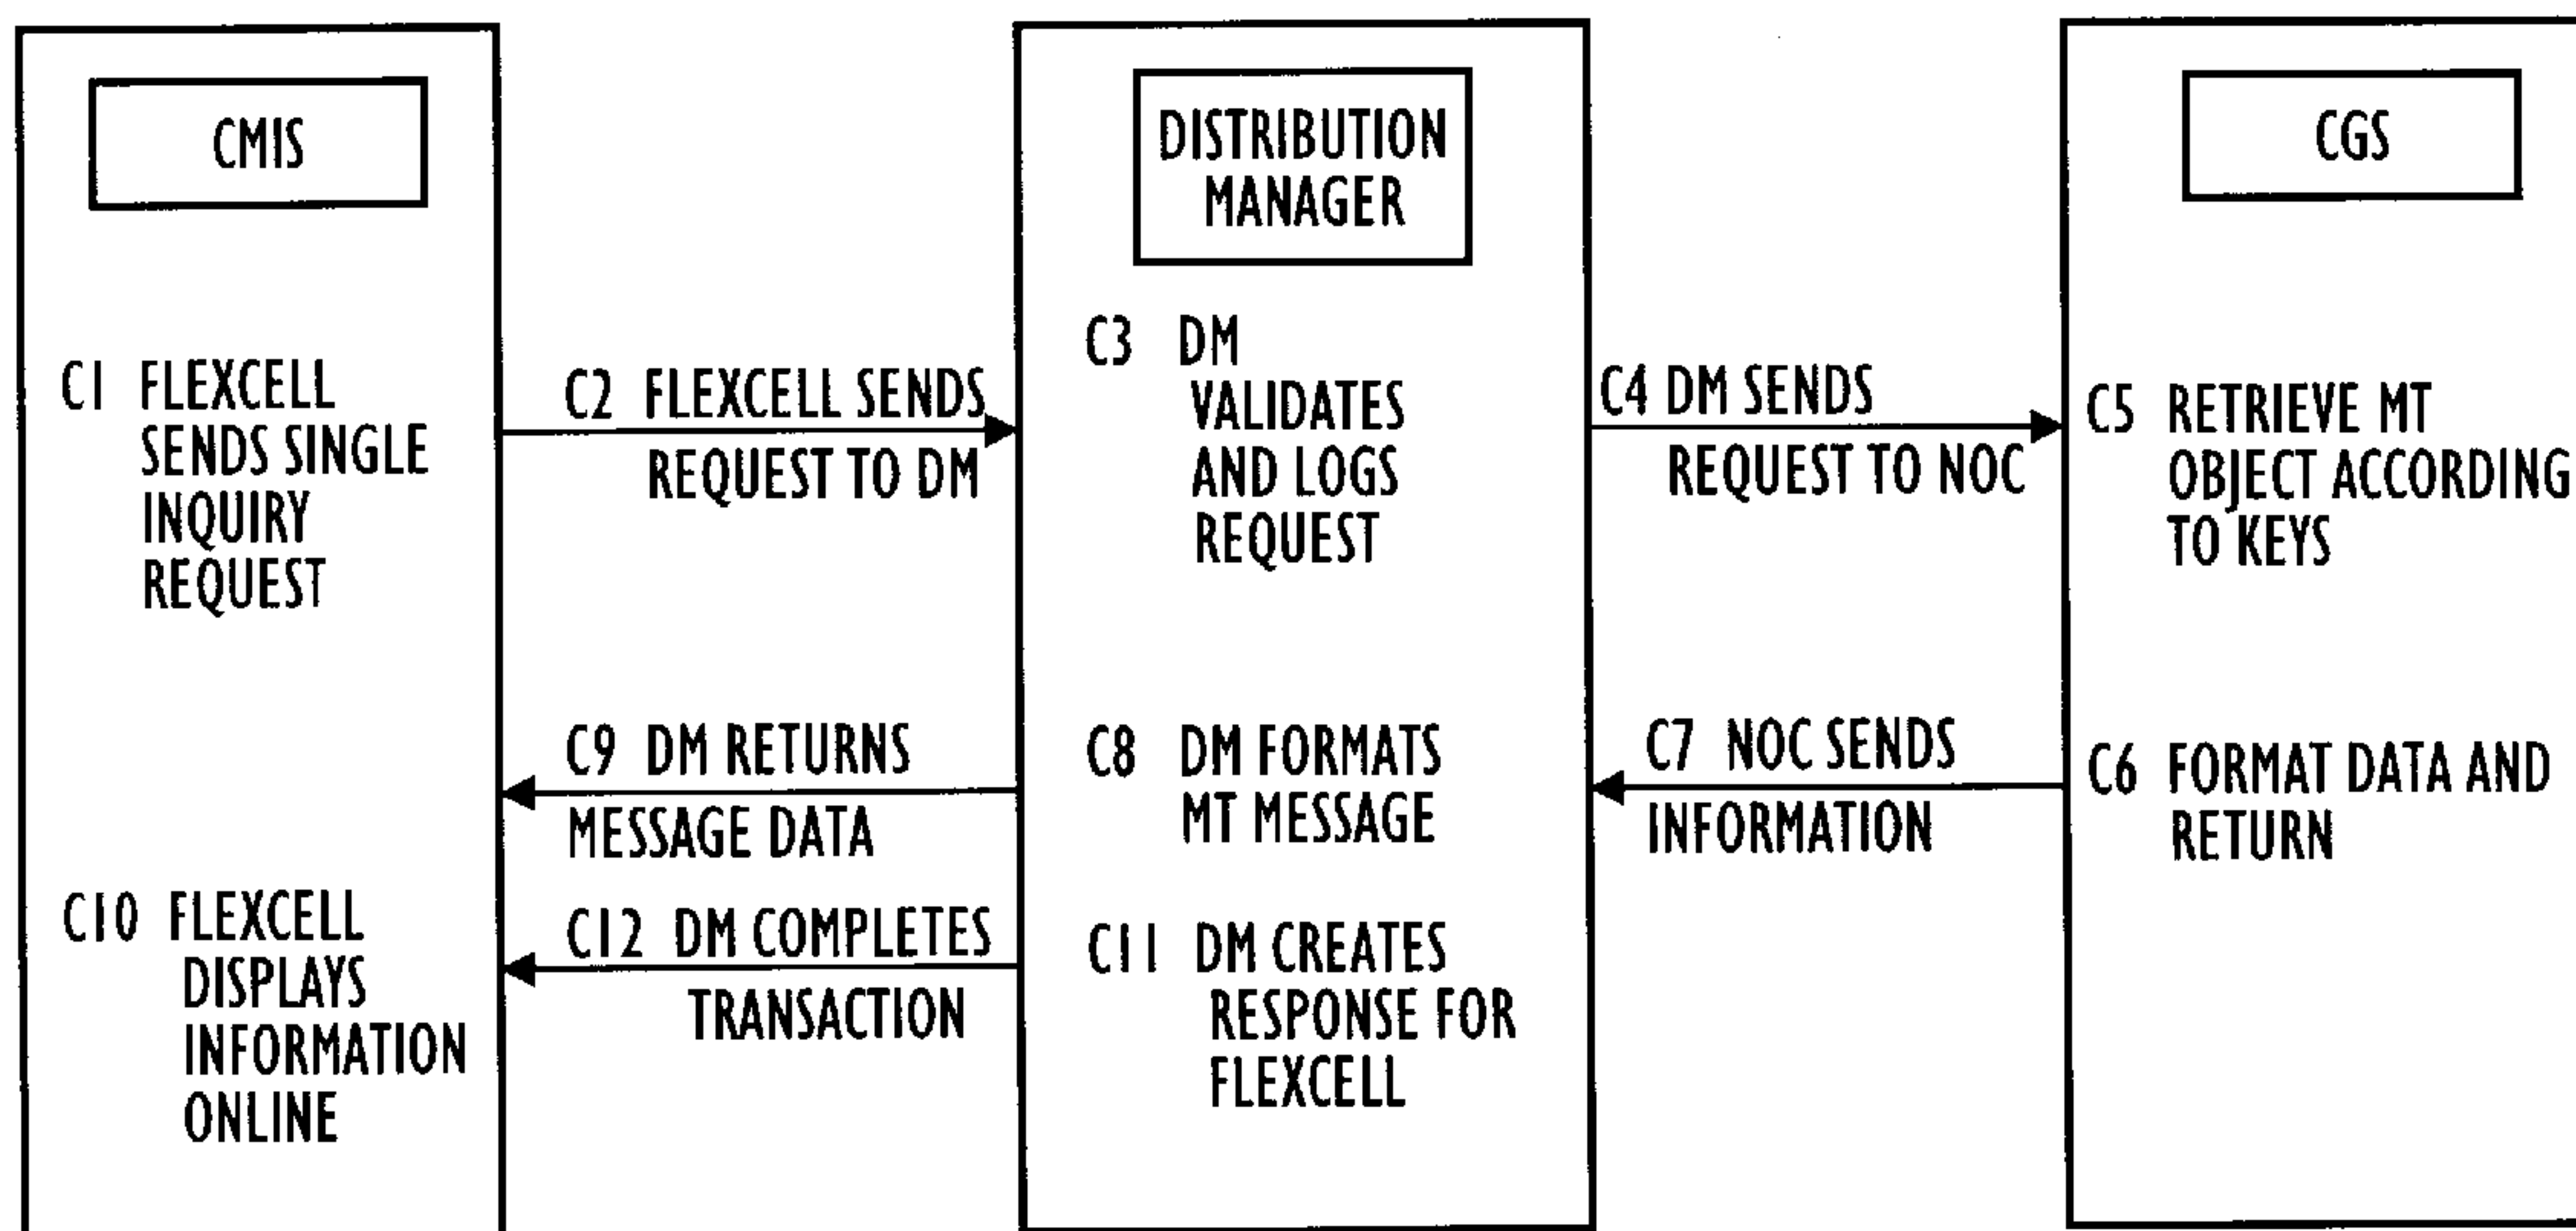 CMIS
C1 FLEXCELL
SENDS SINGLE
INQUIRY
REQUEST
C2 FLEXCELL SENDS
REQUEST TO DM
DISTRIBUTION
MANAGER
C3 DM
VALIDATES
AND LOGS
REQUEST
C4 DM SENDS
REQUEST TO NOC
CGS
C5 RETRIEVE MT
OBJECT ACCORDING
TO KEYS
C6 FORMAT DATA AND
RETURN
C7 NOC SENDS
INFORMATION
C8 DM FORMATS
MT MESSAGE
C9 DM RETURNS
MESSAGE DATA
C10 FLEXCELL
DISPLAYS
INFORMATION
ONLINE
C11 DM CREATES
RESPONSE FOR
FLEXCELL
C12 DM COMPLETES
TRANSACTION